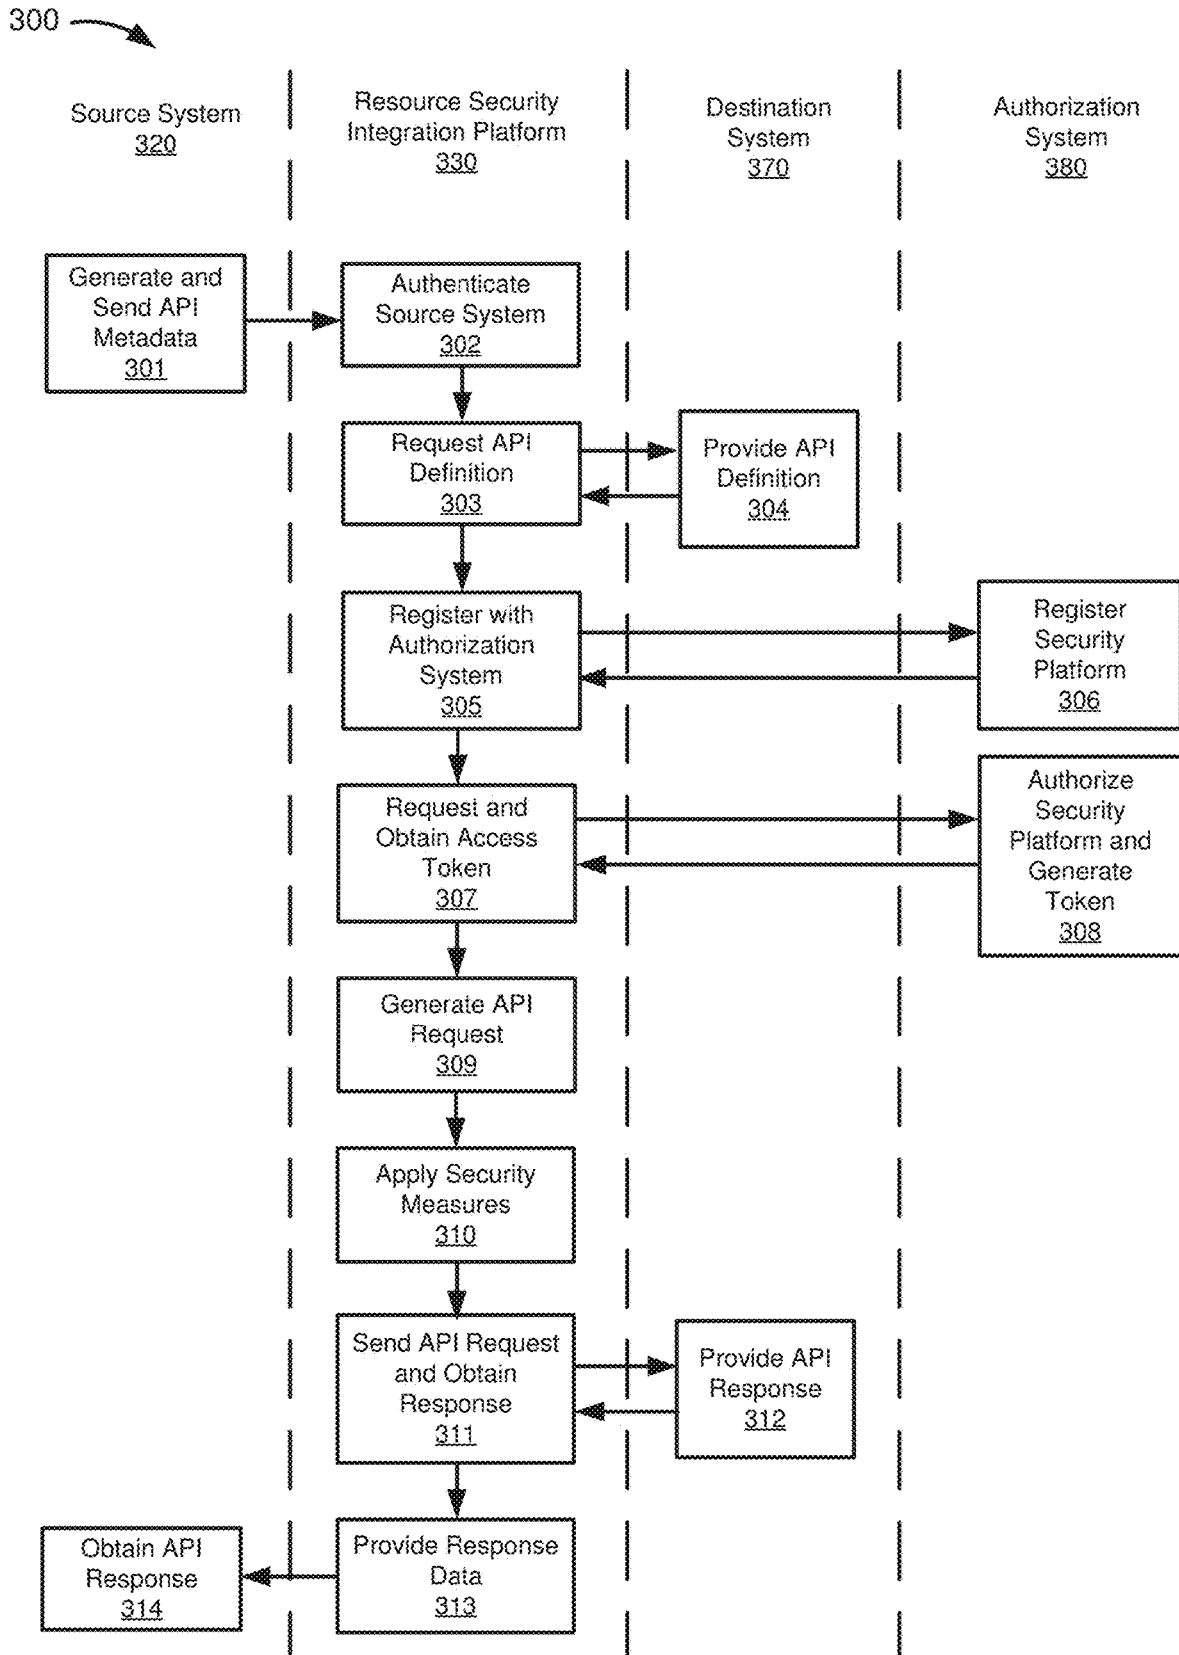 300
Source System
320
Resource Security
Integration Platform
330
Destination
System
370
Authorization
System
380
Generate and
Send API
Metadata
301
Authenticate
Source System
302
Request API
Definition
303
Provide API
Definition
304
Register with
Authorization
System
305
Register
Security
Platform
306
Request and
Obtain Access
Token
307
Authorize
Security
Platform and
Generate
Token
308
Generate API
Request
309
Apply Security
Measures
310
Send API Request
and Obtain
Response
311
Provide API
Response
312
Provide Response
Data
313
Obtain API
Response
314